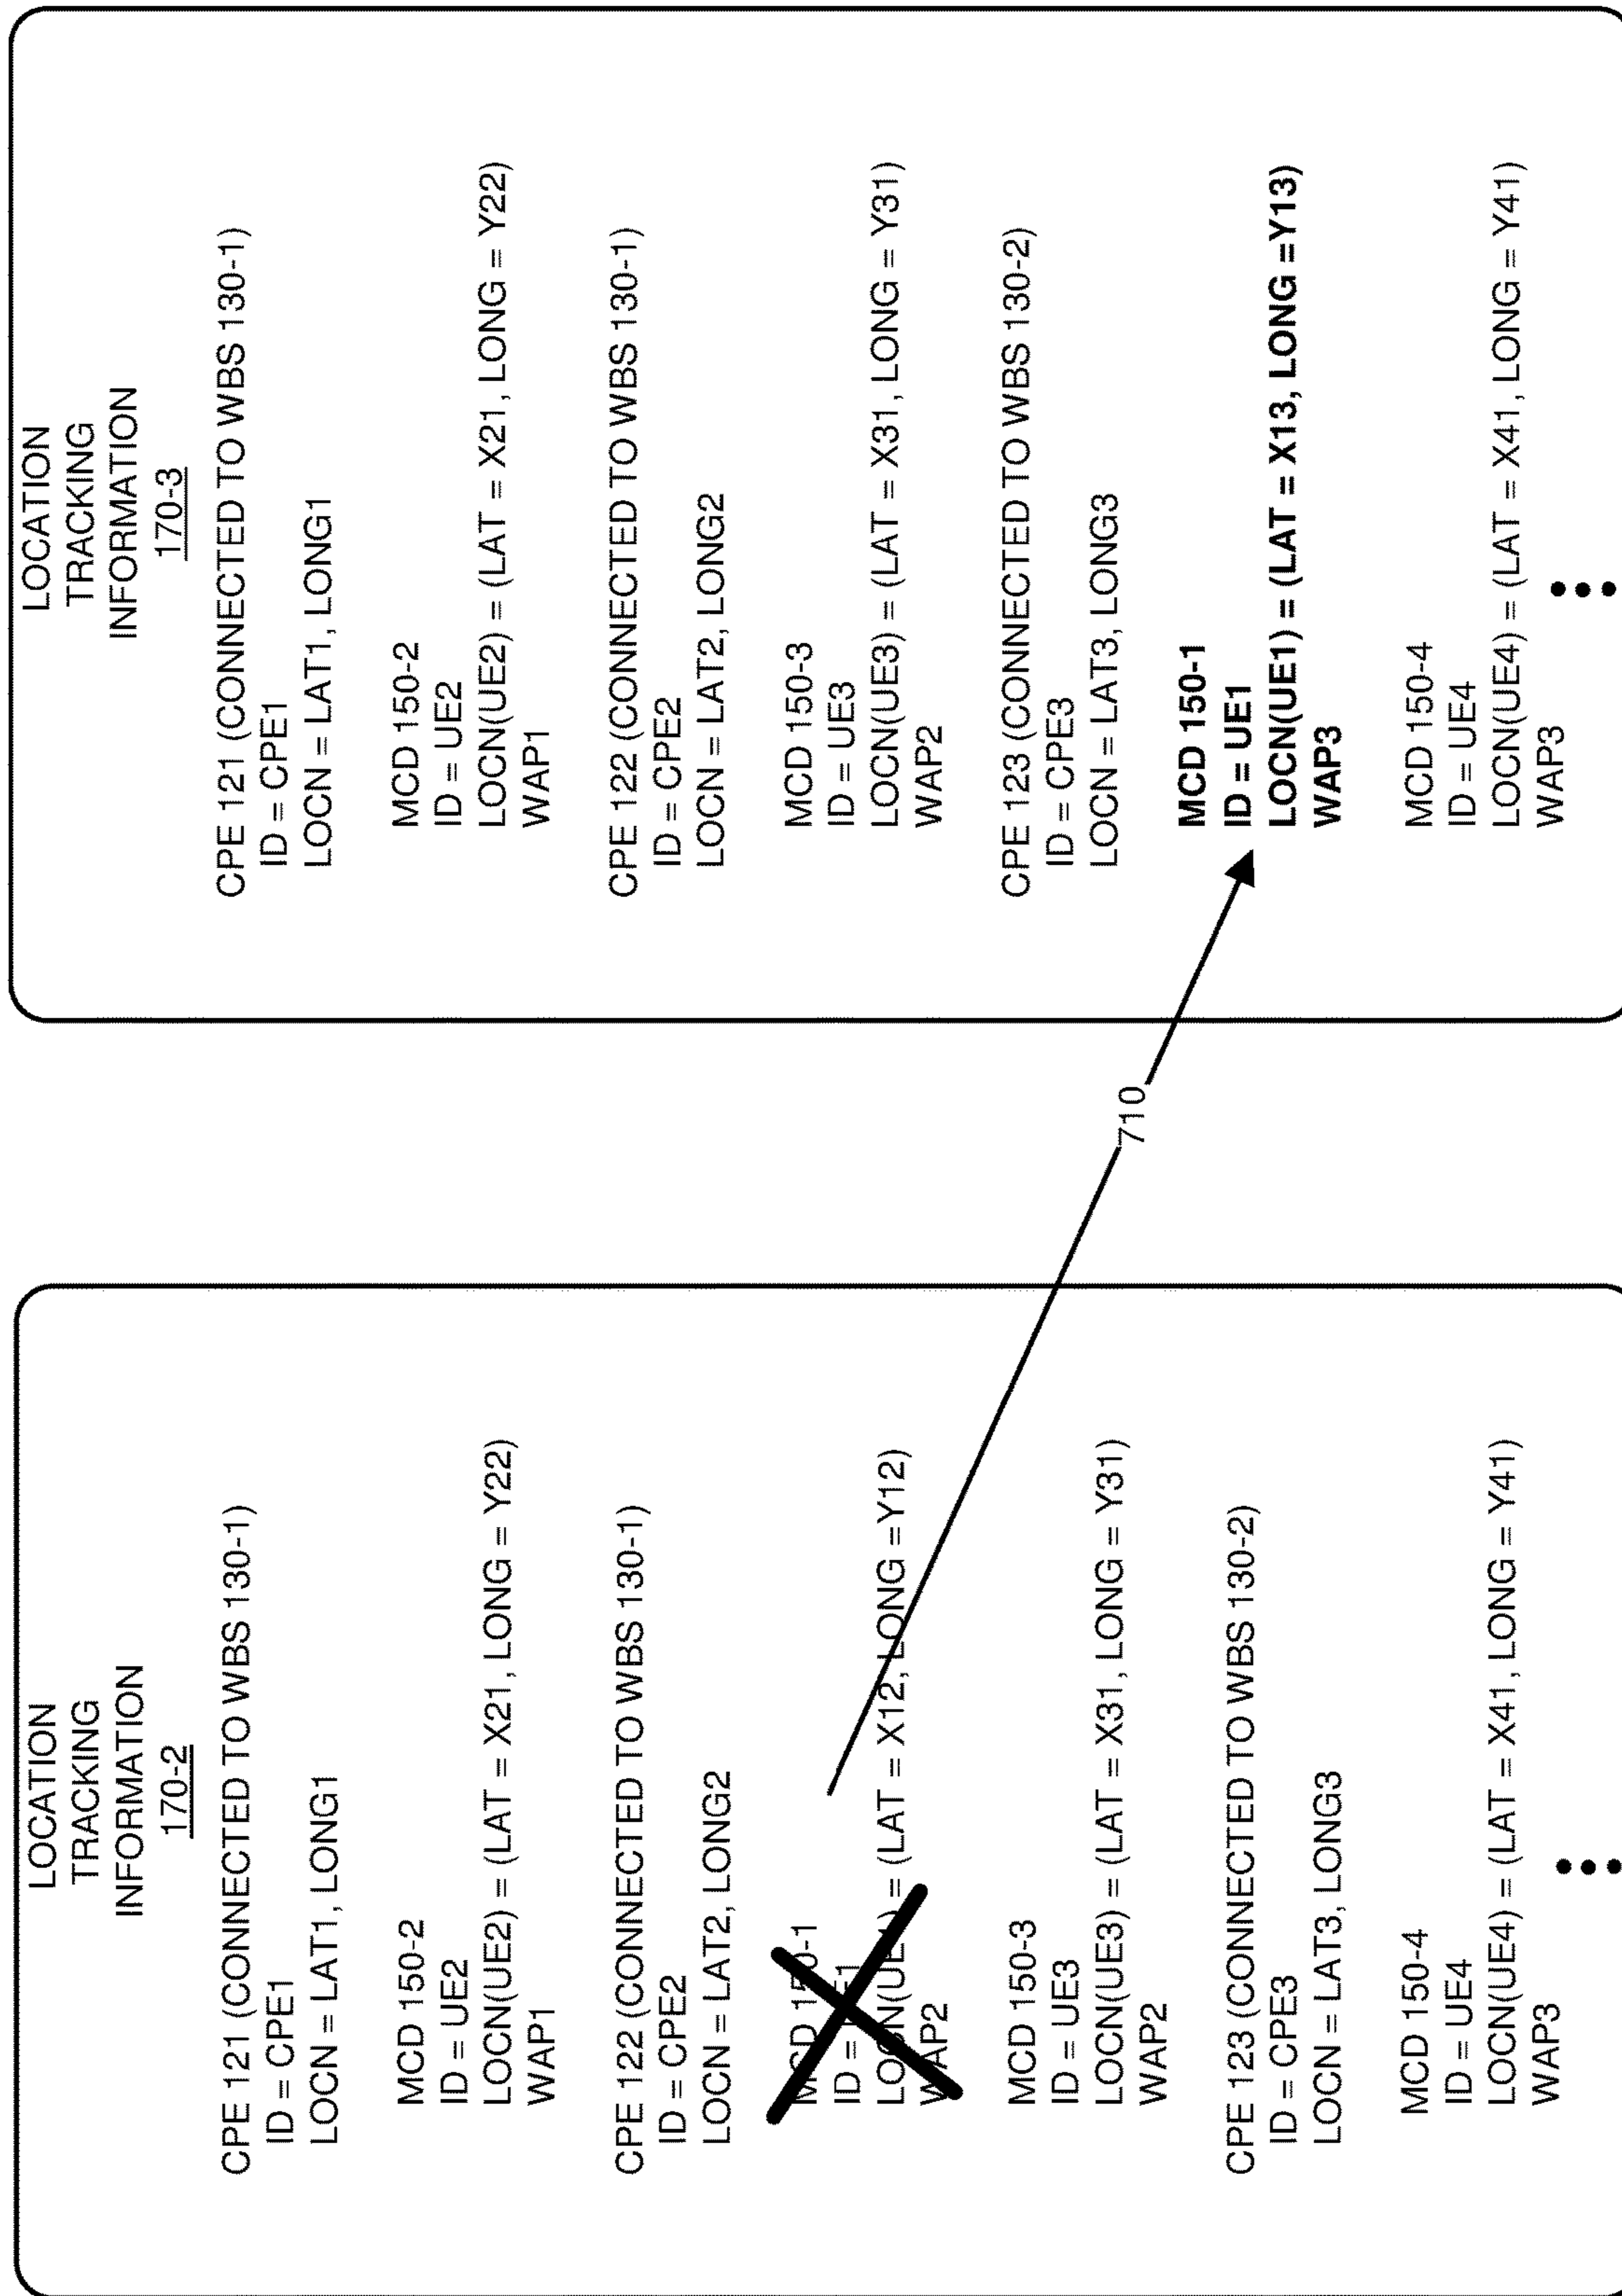 LOCATION
TRACKING
INFORMATION
170-2
CPE 121 (CONNECTED TO WBS 130-1)
ID = CPE1
LOCN = LAT1, LONG1
MCD 150-2
ID = UE2
LOCN(UE2) = (LAT = X21, LONG = Y22)
WAP1
CPE 122 (CONNECTED TO WBS 130-1)
ID = CPE2
LOCN = LAT2, LONG2
MCD 150-1
ID = UE1
LOCN(UE1) = (LAT = X12, LONG =Y12)
WAP2
MCD 150-3
ID = UE3
LOCN(UE3) = (LAT = X31, LONG = Y31)
WAP2
CPE 123 (CONNECTED TO WBS 130-2)
ID = CPE3
LOCN = LAT3, LONG3
MCD 150-4
ID = UE4
LOCN(UE4) = (LAT = X41, LONG = Y41)
WAP3
710
LOCATION
TRACKING
INFORMATION
170-3
CPE 121 (CONNECTED TO WBS 130-1)
ID = CPE1
LOCN = LAT1, LONG1
MCD 150-2
ID = UE2
LOCN(UE2) = (LAT = X21, LONG = Y22)
WAP1
CPE 122 (CONNECTED TO WBS 130-1)
ID = CPE2
LOCN = LAT2, LONG2
MCD 150-3
ID = UE3
LOCN(UE3) = (LAT = X31, LONG = Y31)
WAP2
CPE 123 (CONNECTED TO WBS 130-2)
ID = CPE3
LOCN = LAT3, LONG3
MCD 150-1
ID = UE1
LOCN(UE1) = (LAT = X13, LONG =Y13)
WAP3
MCD 150-4
ID = UE4
LOCN(UE4) = (LAT = X41, LONG = Y41)
WAP3